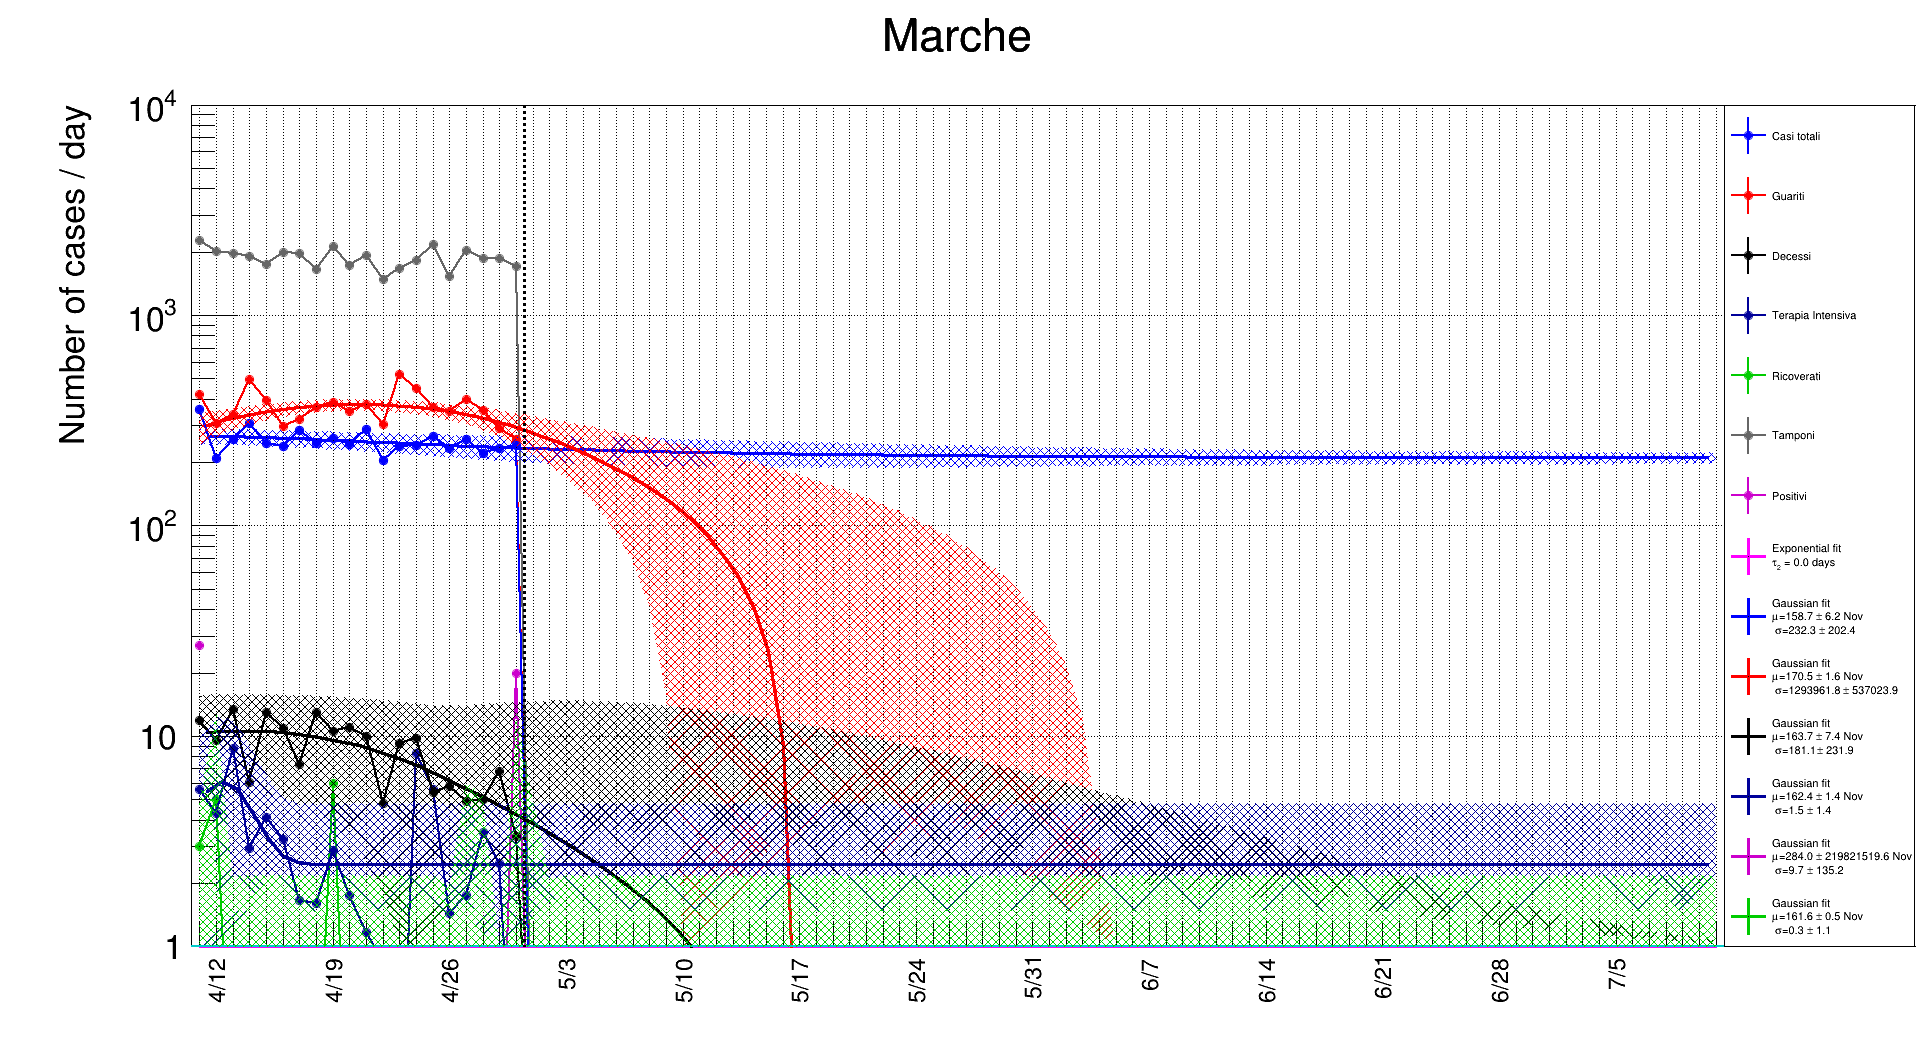 Marche
Number of cases / day
10^4
10^3
10^2
10
1
4/12
4/19
4/26
5/3
5/10
5/17
5/24
5/31
6/7
6/14
6/21
6/28
7/5
Casi totali
Guariti
Decessi
Terapia Intensiva
Ricoverati
Tamponi
Positivi
Exponential fit
τ₂ = 0.0 days
Gaussian fit
μ=158.7 ± 6.2 Nov
σ=232.3 ± 202.4
Gaussian fit
μ=170.5 ± 1.6 Nov
σ=1293961.8 ± 537023.9
Gaussian fit
μ=163.7 ± 7.4 Nov
σ=181.1 ± 231.9
Gaussian fit
μ=162.4 ± 1.4 Nov
σ=1.5 ± 1.4
Gaussian fit
μ=284.0 ± 219821519.6 Nov
σ=9.7 ± 135.2
Gaussian fit
μ=161.6 ± 0.5 Nov
σ=0.3 ± 1.1